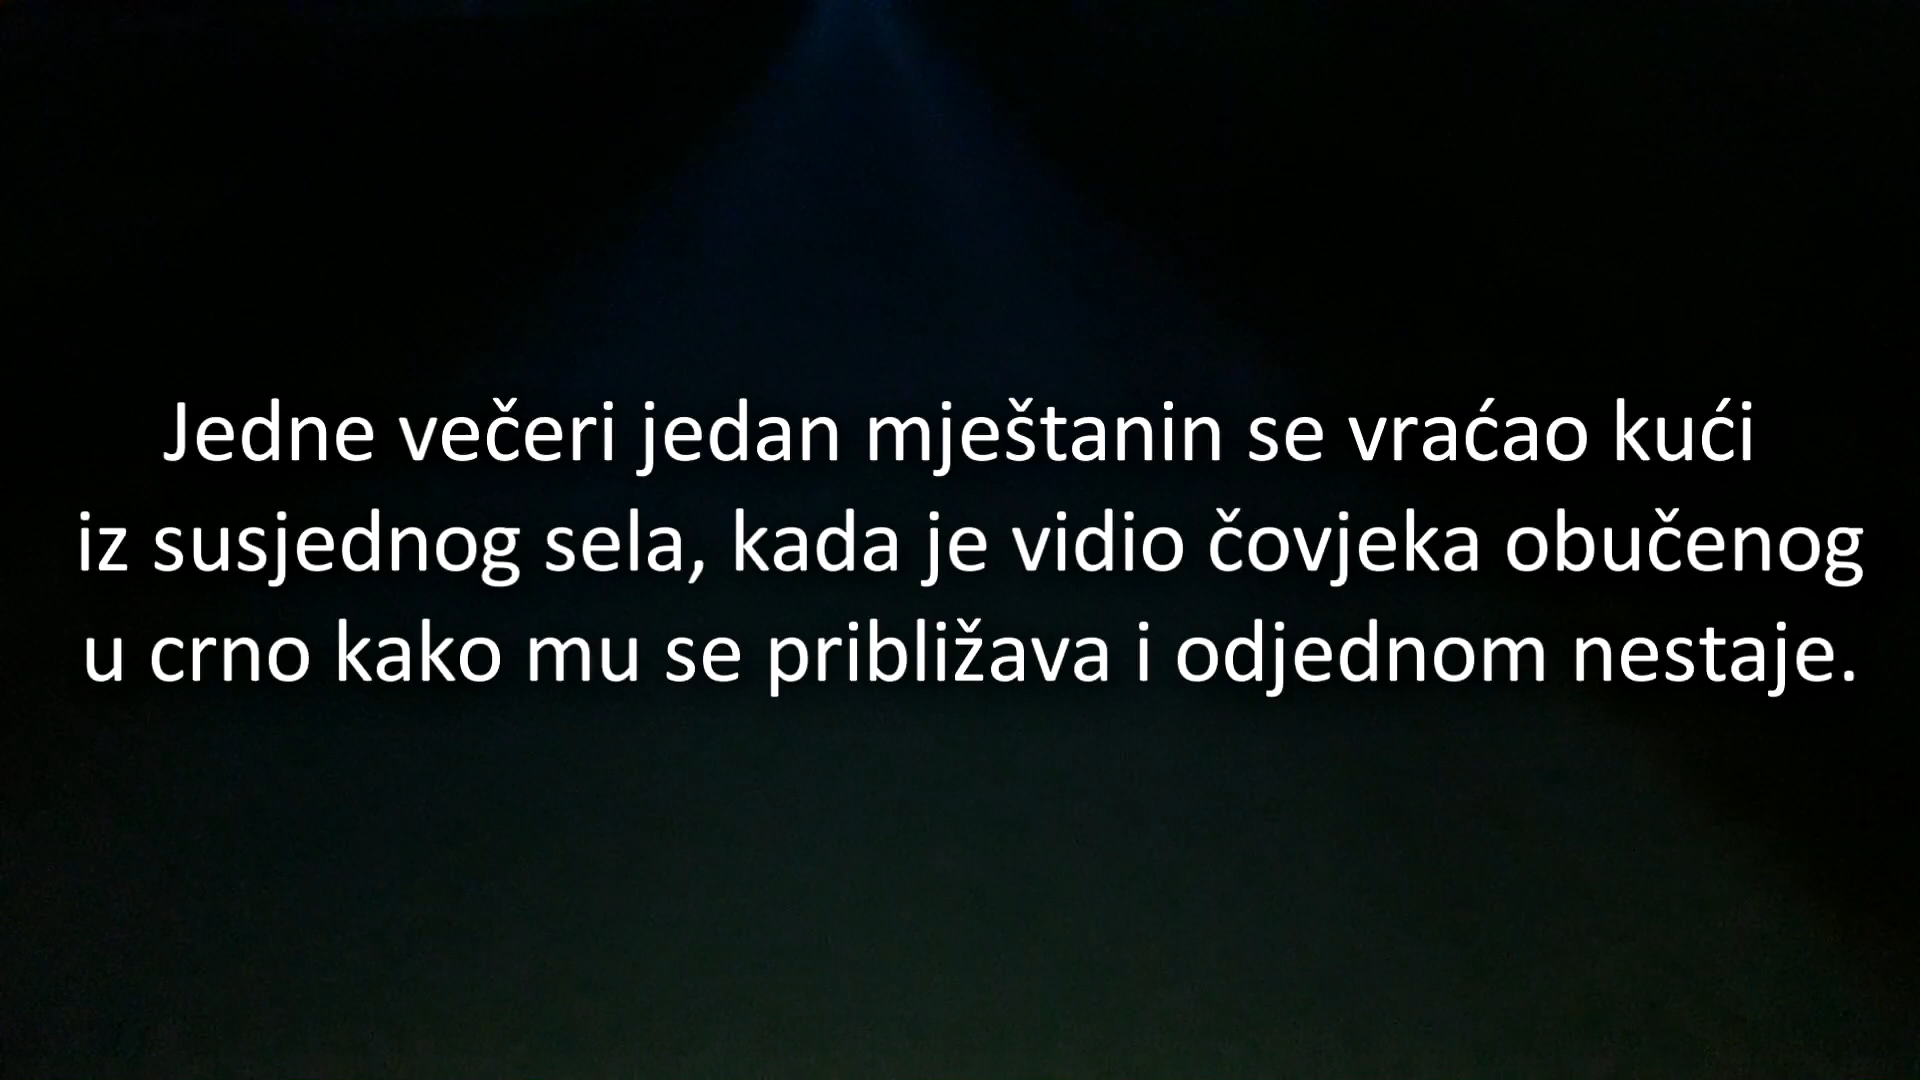 Jedne večeri jedan mještanin se vraćao kući
iz susjednog sela, kada je vidio čovjeka obučenog
u crno kako mu se približava i odjednom nestaje.